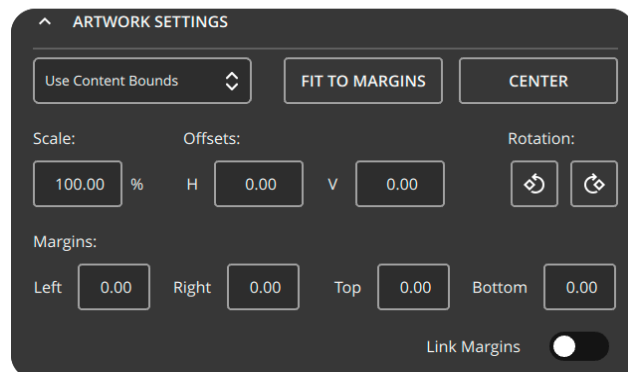 ARTWORK SETTINGS
Use Content Bounds FIT TO MARGINS CENTER
Scale: Offsets: Rotation:
100.00 % H 0.00 V 0.00
Margins:
Left 0.00 Right 0.00 Top 0.00 Bottom 0.00
Link Margins